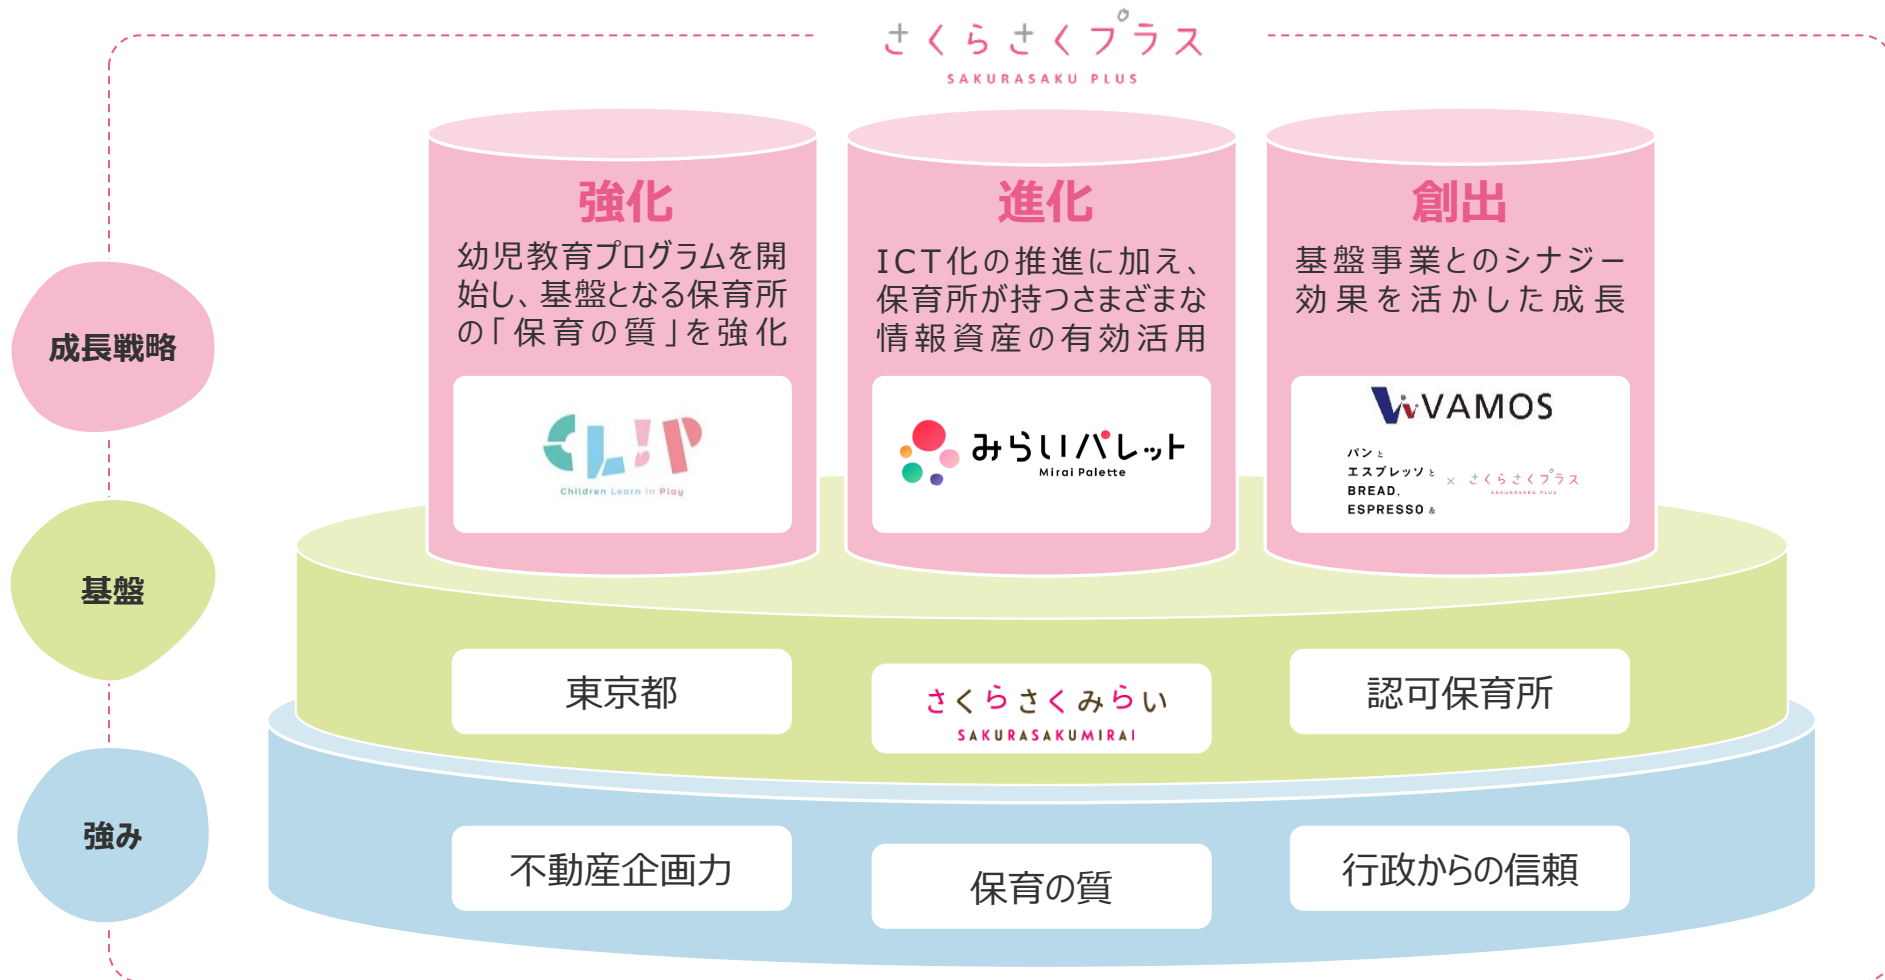 さくらさくプラス
SAKURASAKU PLUS
成長戦略
強化
幼児教育プログラムを開
始し、基盤となる保育所
の「保育の質」を強化
CL!P
Children Learn in Play
進化
ICT化の推進に加え、
保育所が持つさまざまな
情報資産の有効活用
みらいパレット
Mirai Palette
創出
基盤事業とのシナジー
効果を活かした成長
VAMOS
パンと
エスプレッソと
BREAD,
ESPRESSO &
×
さくらさくプラス
SAKURASAKU PLUS
基盤
東京都
さくらさくみらい
SAKURASAKUMIRAI
認可保育所
強み
不動産企画力
保育の質
行政からの信頼